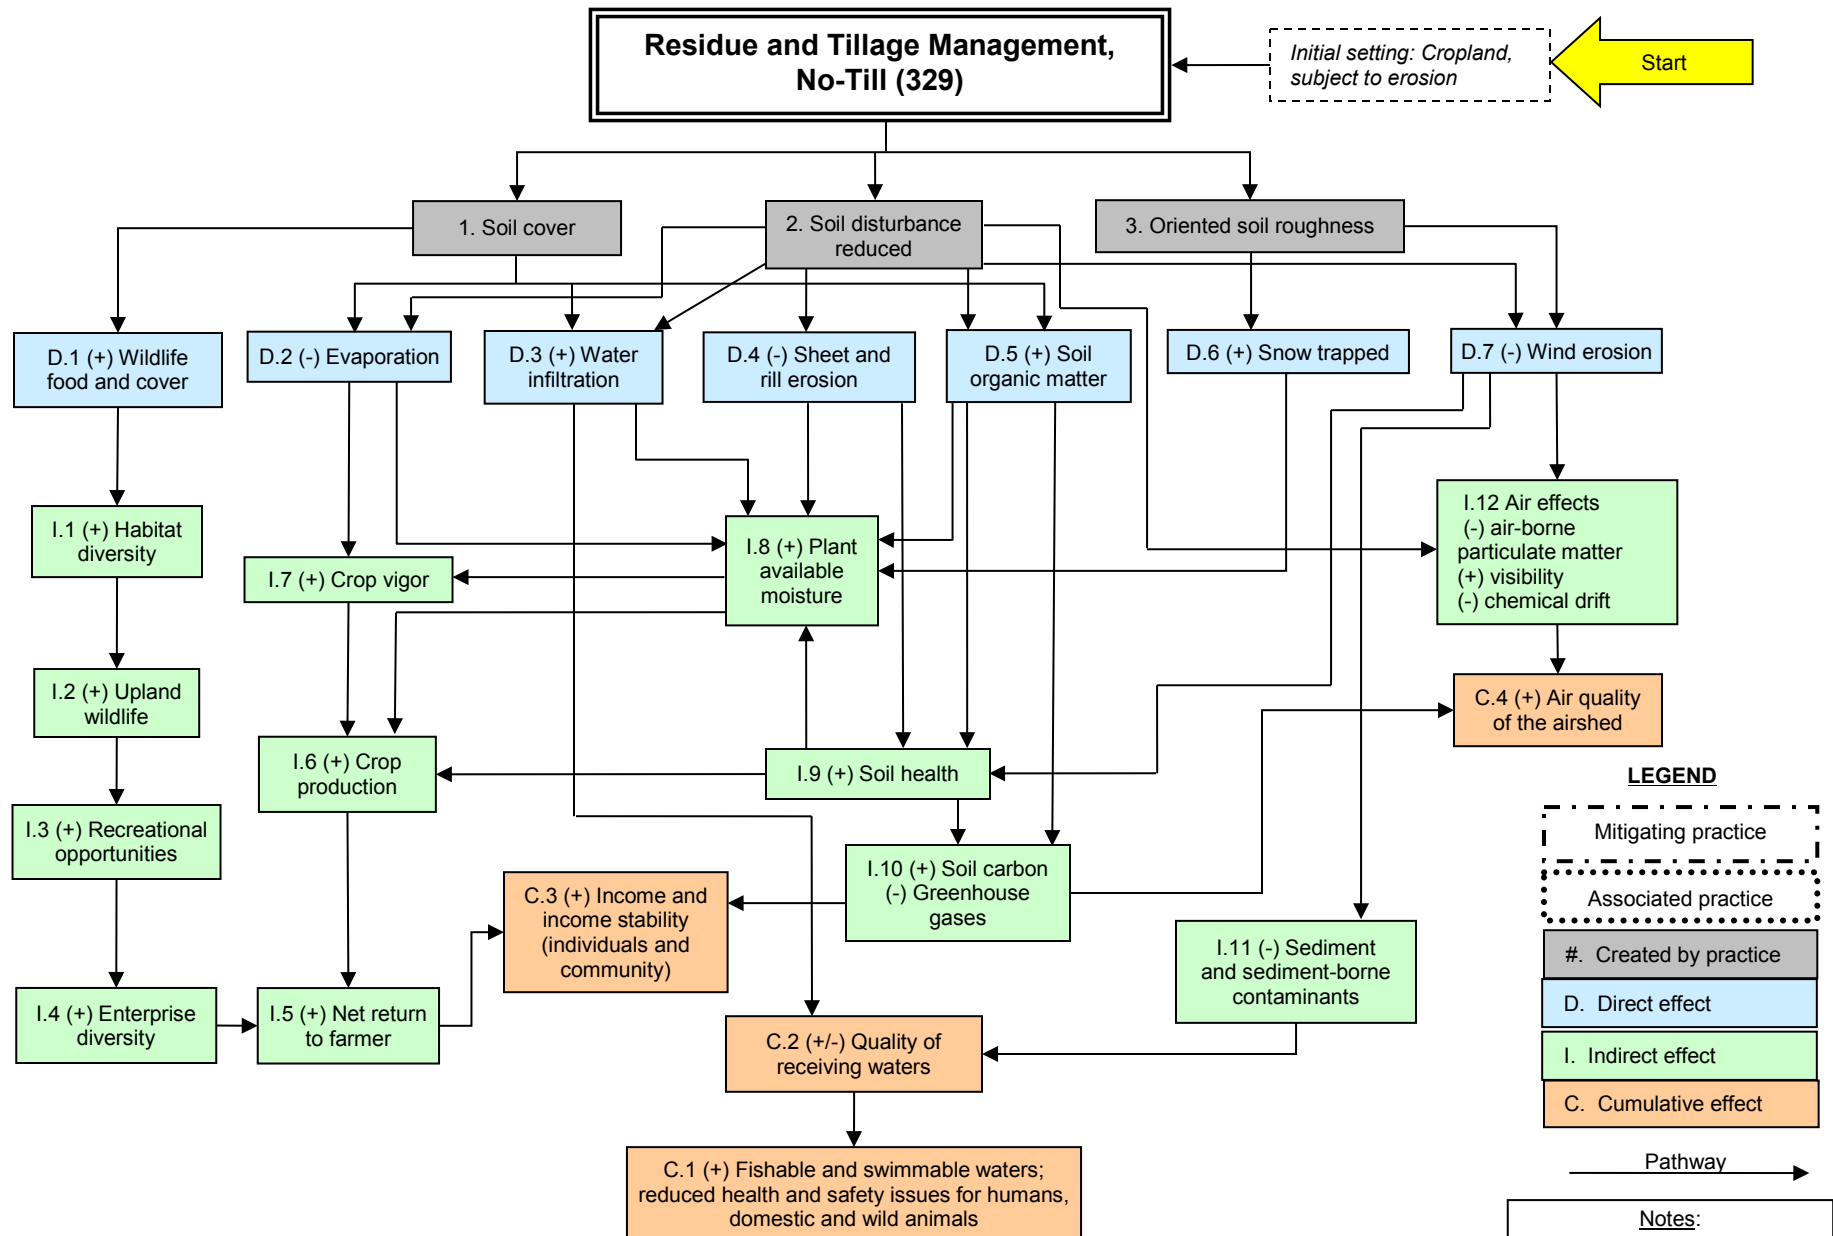 Residue and Tillage Management,
No-Till (329)
Initial setting: Cropland,
subject to erosion
Start
1. Soil cover
2. Soil disturbance
reduced
3. Oriented soil roughness
D.1 (+) Wildlife
food and cover
D.2 (-) Evaporation
D.3 (+) Water
infiltration
D.4 (-) Sheet and
rill erosion
D.5 (+) Soil
organic matter
D.6 (+) Snow trapped
D.7 (-) Wind erosion
I.1 (+) Habitat
diversity
I.7 (+) Crop vigor
I.8 (+) Plant
available
moisture
I.12 Air effects
(-) air-borne
particulate matter
(+) visibility
(-) chemical drift
I.2 (+) Upland
wildlife
I.6 (+) Crop
production
I.9 (+) Soil health
C.4 (+) Air quality
of the airshed
I.3 (+) Recreational
opportunities
I.10 (+) Soil carbon
(-) Greenhouse
gases
C.3 (+) Income and
income stability
(individuals and
community)
I.11 (-) Sediment
and sediment-borne
contaminants
I.4 (+) Enterprise
diversity
I.5 (+) Net return
to farmer
C.2 (+/-) Quality of
receiving waters
C.1 (+) Fishable and swimmable waters;
reduced health and safety issues for humans,
domestic and wild animals
LEGEND
Mitigating practice
Associated practice
#. Created by practice
D. Direct effect
I. Indirect effect
C. Cumulative effect
Pathway
Notes: